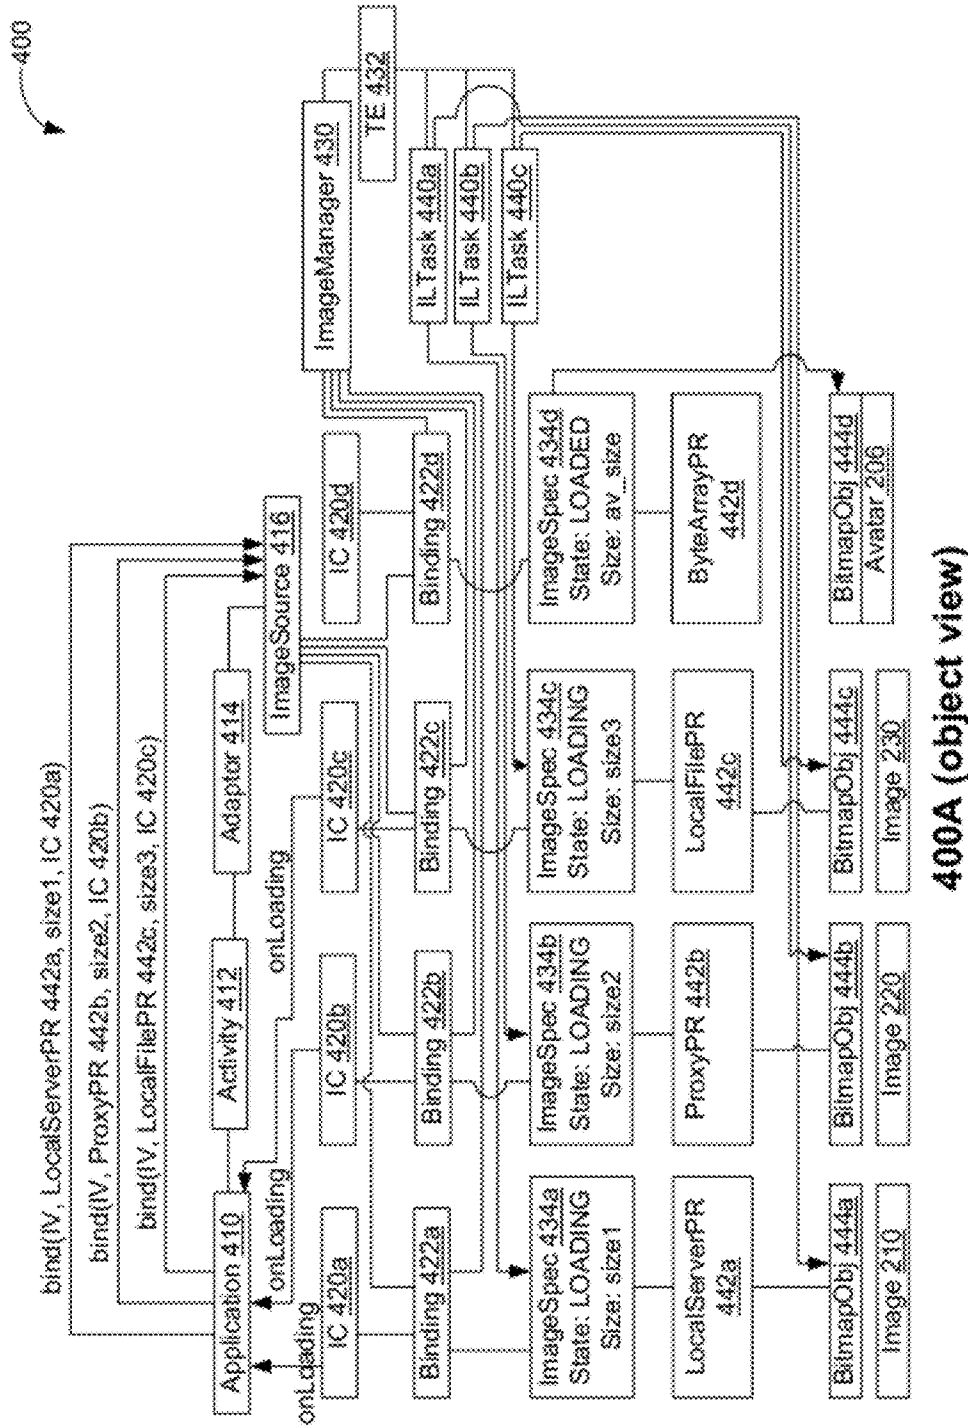 400
bind(IV, LocalServerPR 442a, size1, IC 420a)
bind(IV, ProxyPR 442b, size2, IC 420b)
bind(IV, LocalFilePR 442c, size3, IC 420c)
Application 410
Activity 412
Adaptor 414
ImageSource 416
onLoading
onLoading
onLoading
IC 420a
IC 420b
IC 420c
IC 420d
ImageManager 430
TE 432
Binding 422a
Binding 422b
Binding 422c
Binding 422d
ILTask 440a
ILTask 440b
ILTask 440c
ImageSpec 434a
State: LOADING
Size: size1
ImageSpec 434b
State: LOADING
Size: size2
ImageSpec 434c
State: LOADING
Size: size3
ImageSpec 434d
State: LOADED
Size: av_size
LocalServerPR
442a
ProxyPR 442b
LocalFilePR
442c
ByteArrayPR
442d
BitmapObj 444a
Image 210
BitmapObj 444b
Image 220
BitmapObj 444c
Image 230
BitmapObj 444d
Avatar 206
400A (object view)